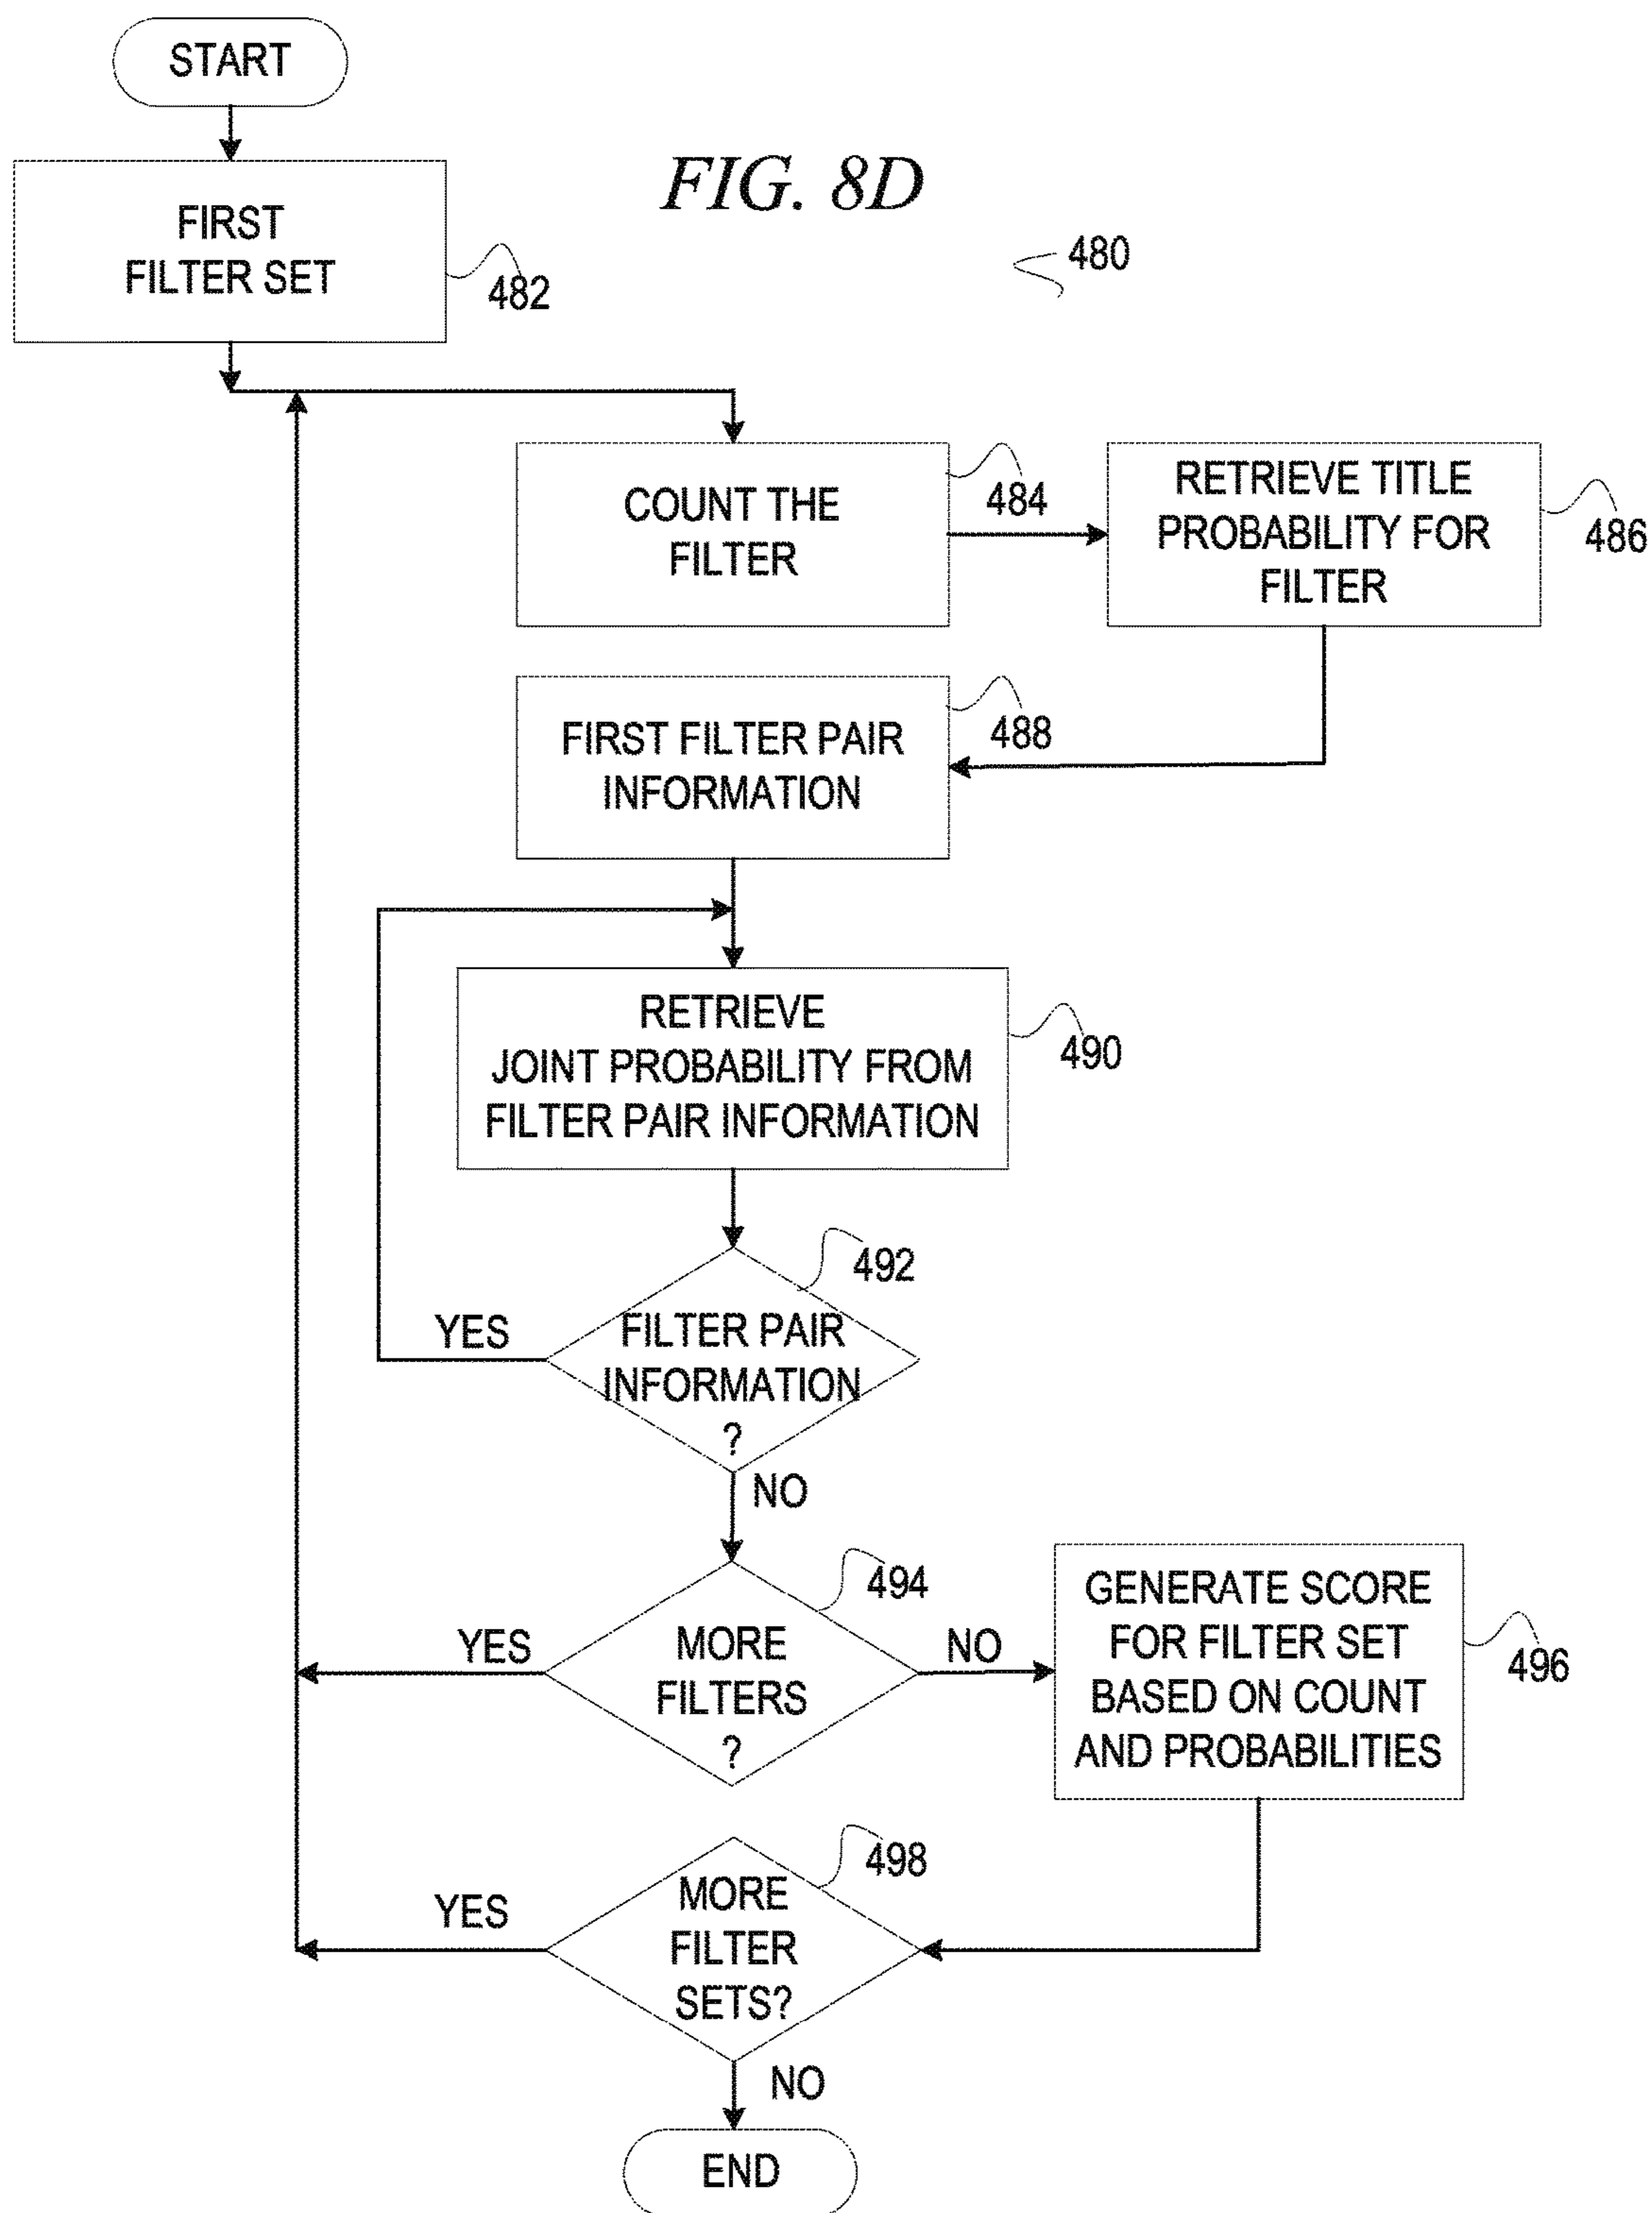 START
FIG. 8D
480
FIRST
FILTER SET
482
COUNT THE
FILTER
484
RETRIEVE TITLE
PROBABILITY FOR
FILTER
486
FIRST FILTER PAIR
INFORMATION
488
RETRIEVE
JOINT PROBABILITY FROM
FILTER PAIR INFORMATION
490
FILTER PAIR
INFORMATION
?
492
YES
NO
MORE
FILTERS
?
494
YES
NO
GENERATE SCORE
FOR FILTER SET
BASED ON COUNT
AND PROBABILITIES
496
MORE
FILTER
SETS?
498
YES
NO
END